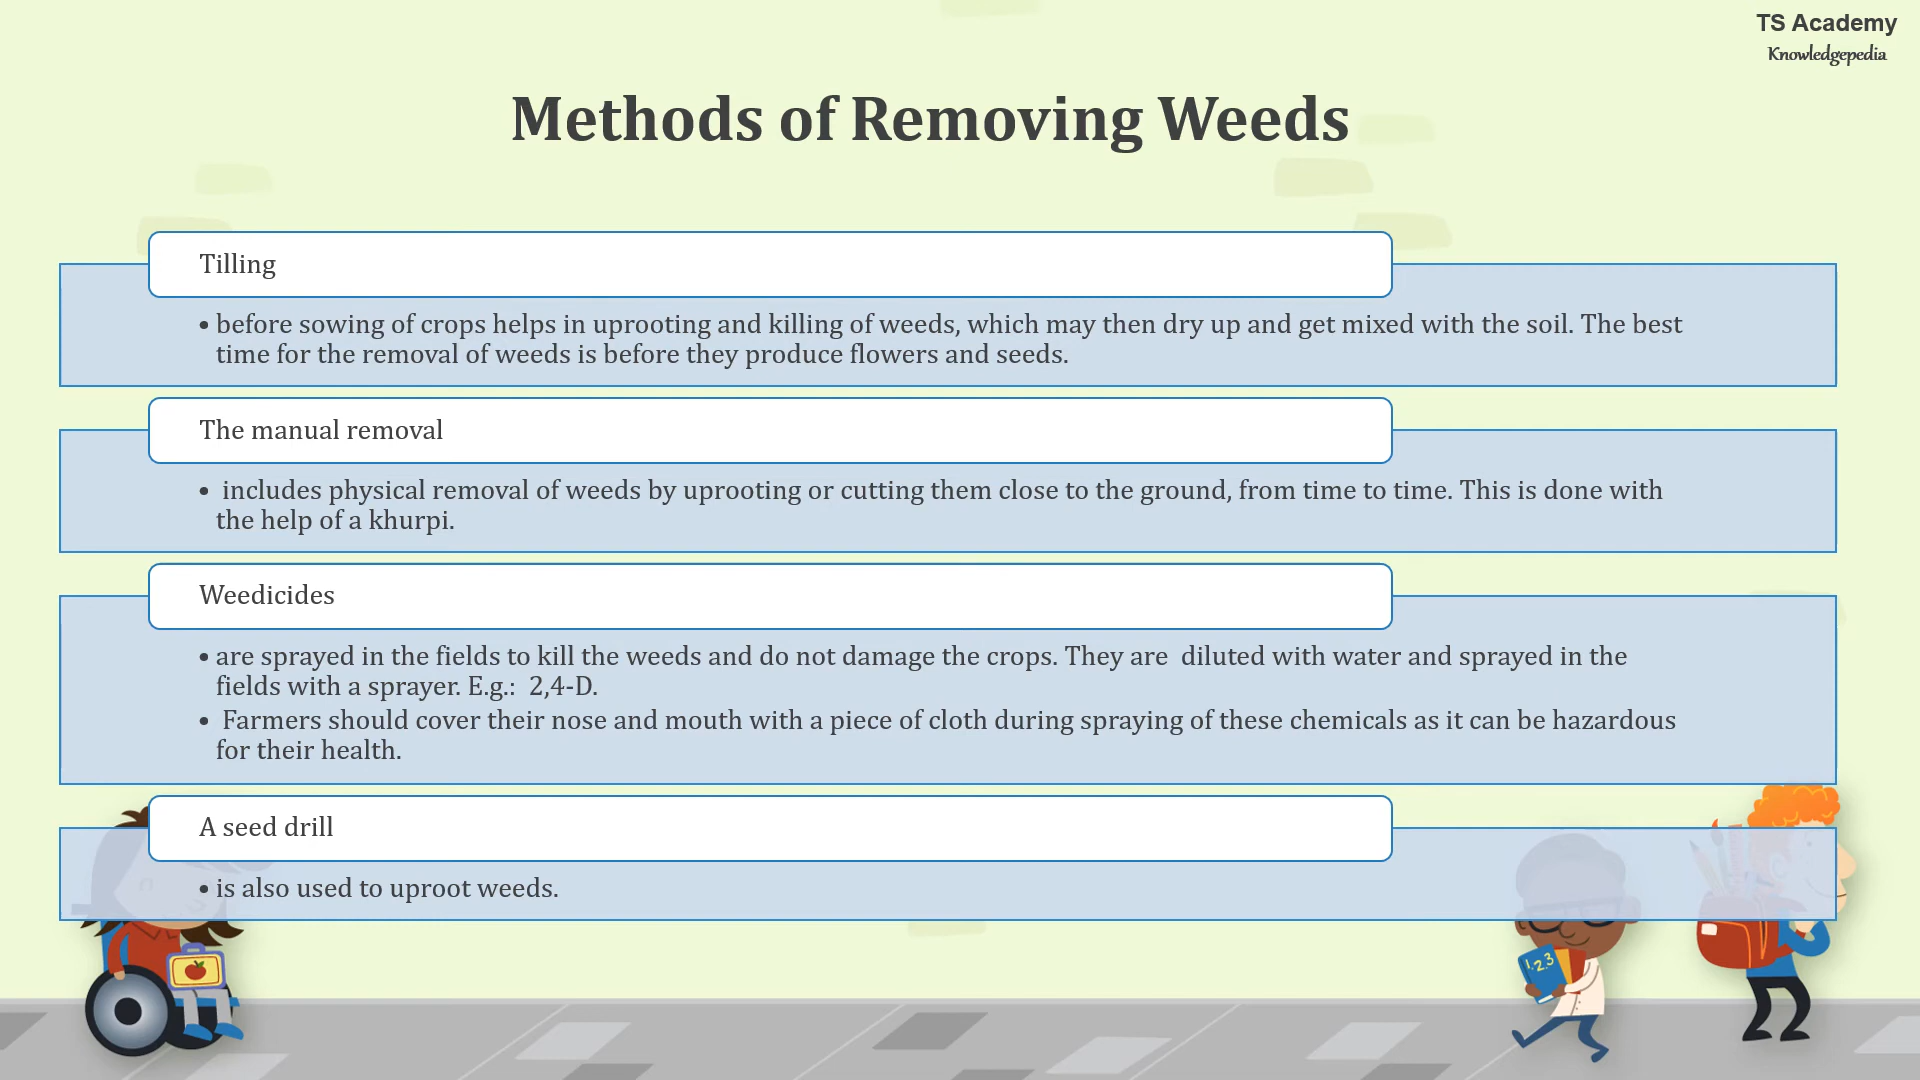 TS Academy
Knowledgepedia
Methods of Removing Weeds
Tilling
• before sowing of crops helps in uprooting and killing of weeds, which may then dry up and get mixed with the soil. The best
time for the removal of weeds is before they produce flowers and seeds.
The manual removal
• includes physical removal of weeds by uprooting or cutting them close to the ground, from time to time. This is done with
the help of a khurpi.
Weedicides
• are sprayed in the fields to kill the weeds and do not damage the crops. They are  diluted with water and sprayed in the
fields with a sprayer. E.g.:  2,4-D.
• Farmers should cover their nose and mouth with a piece of cloth during spraying of these chemicals as it can be hazardous
for their health.
A seed drill
• is also used to uproot weeds.
1.2.3